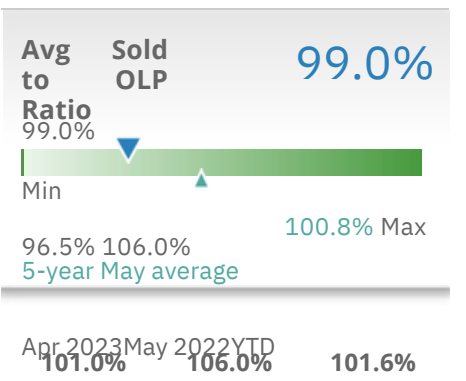 Avg Sold
to OLP
Ratio
99.0%
99.0%
Min
100.8% Max
96.5% 106.0%
5-year May average
Apr 2023May 2022YTD
101.0% 106.0% 101.6%